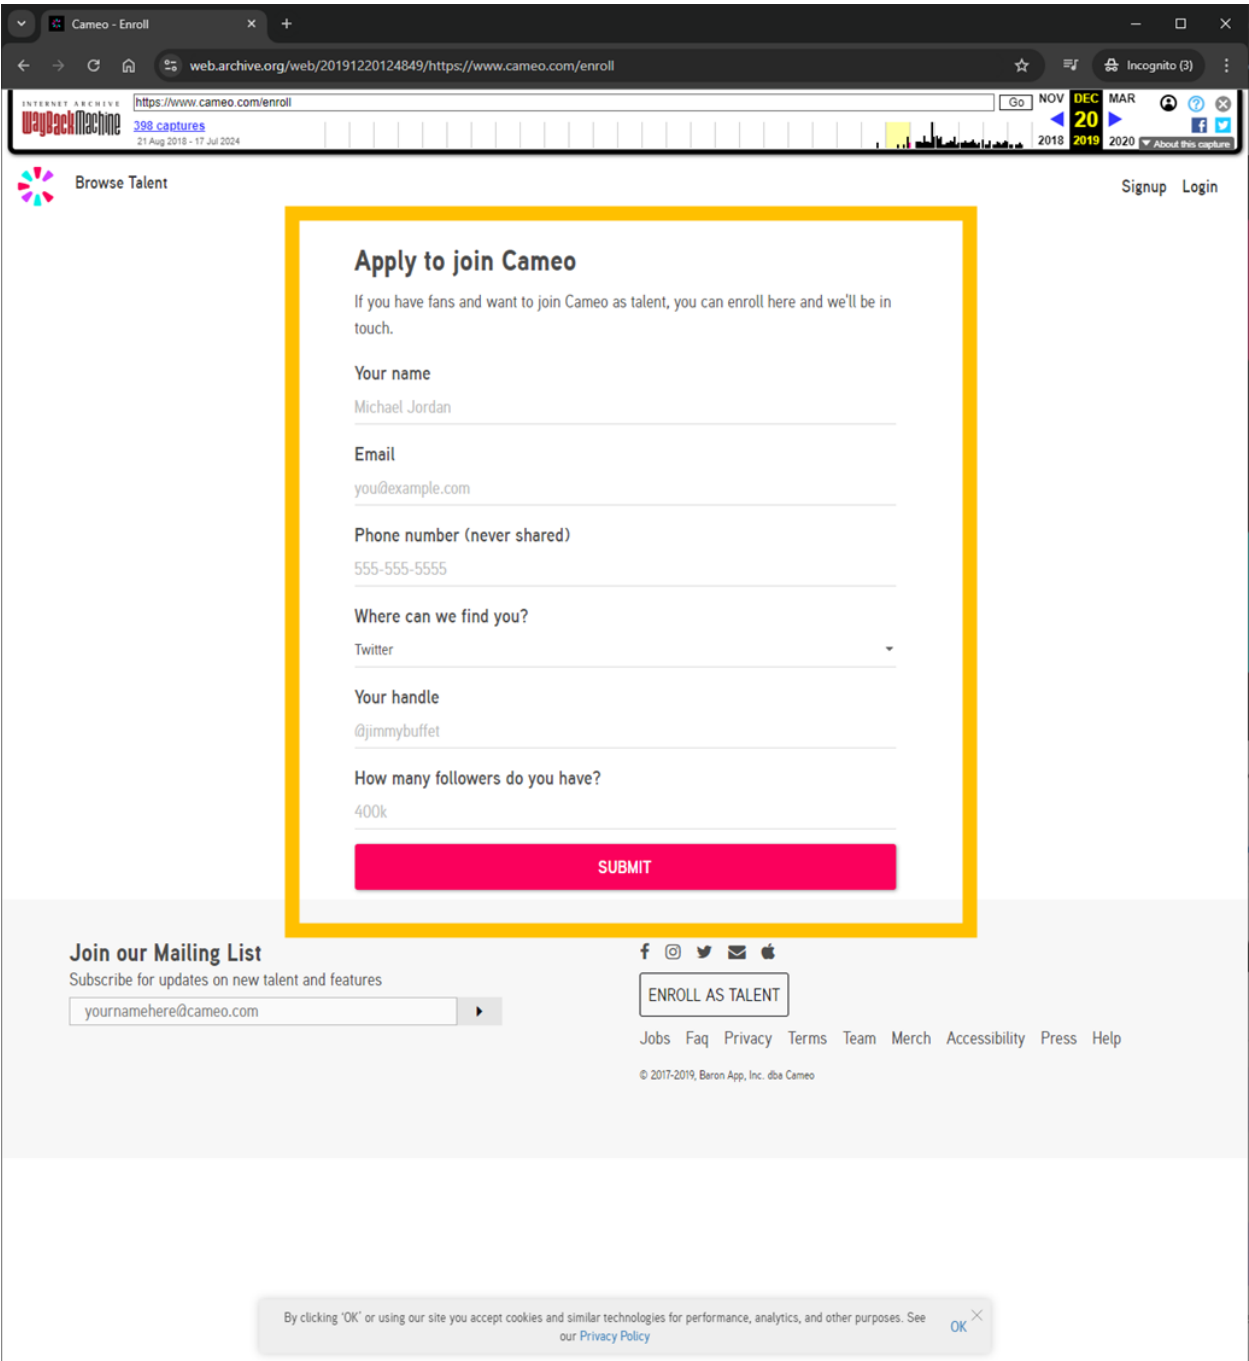 Cameo - Enroll
web.archive.org/web/20191220124849/https://www.cameo.com/enroll
Incognito (3)
INTERNET ARCHIVE
WayBackMachine
https://www.cameo.com/enroll
Go
NOV DEC MAR
398 captures
20
21 Aug 2018 - 17 Jul 2024
2018 2019 2020
About this capture
Browse Talent
Signup Login
Apply to join Cameo
If you have fans and want to join Cameo as talent, you can enroll here and we'll be in
touch.
Your name
Michael Jordan
Email
you@example.com
Phone number (never shared)
555-555-5555
Where can we find you?
Twitter
Your handle
@jimmybuffet
How many followers do you have?
400k
SUBMIT
Join our Mailing List
Subscribe for updates on new talent and features
yournamehere@cameo.com
ENROLL AS TALENT
Jobs Faq Privacy Terms Team Merch Accessibility Press Help
© 2017-2019, Baron App, Inc. dba Cameo
By clicking 'OK' or using our site you accept cookies and similar technologies for performance, analytics, and other purposes. See
our Privacy Policy
OK